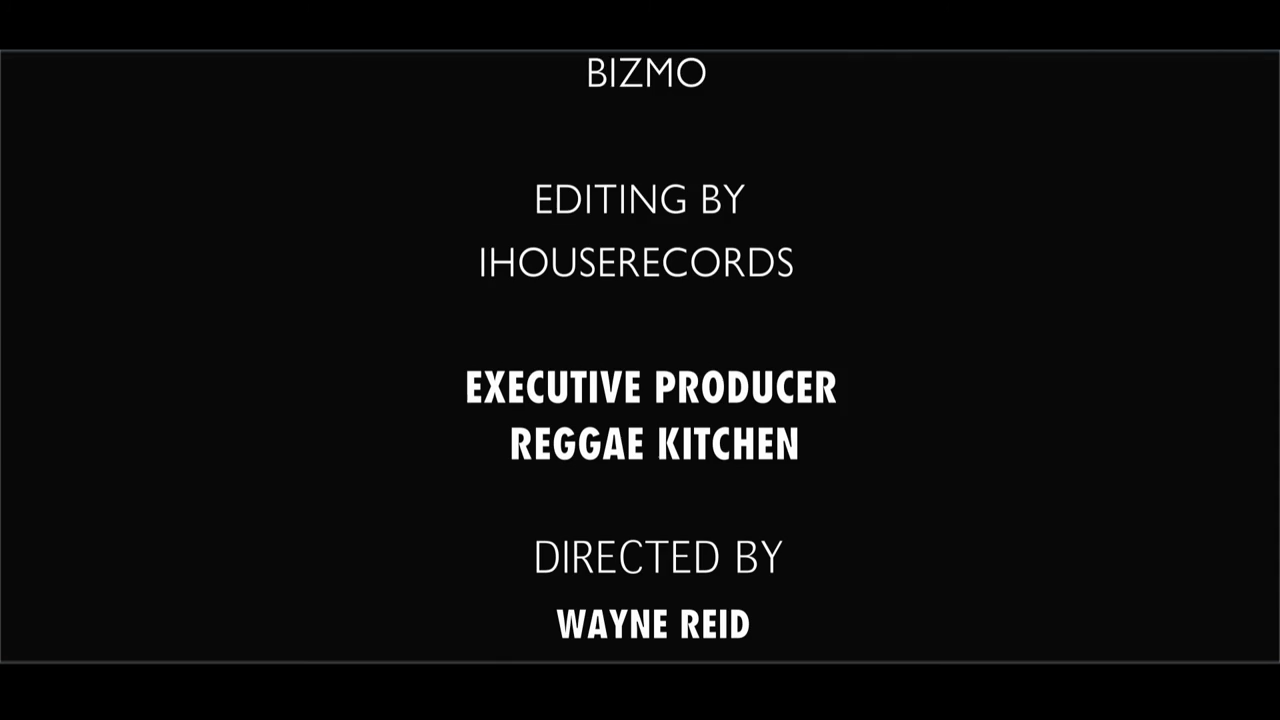 BIZMO
EDITING BY
IHOUSERECORDS
EXECUTIVE PRODUCER
REGGAE KITCHEN
DIRECTED BY
WAYNE REID